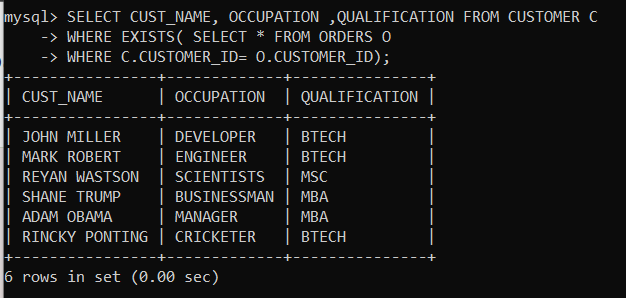 mysql> SELECT CUST_NAME, OCCUPATION ,QUALIFICATION FROM CUSTOMER C
    -> WHERE EXISTS( SELECT * FROM ORDERS O
    -> WHERE C.CUSTOMER_ID= O.CUSTOMER_ID);
+---------------+------------+---------------+
| CUST_NAME     | OCCUPATION  | QUALIFICATION |
+---------------+------------+---------------+
| JOHN MILLER    | DEVELOPER   | BTECH         |
| MARK ROBERT    | ENGINEER    | BTECH         |
| REYAN WASTSON  | SCIENTISTS  | MSC           |
| SHANE TRUMP    | BUSINESSMAN | MBA           |
| ADAM OBAMA     | MANAGER     | MBA           |
| RINCKY PONTING | CRICKETER   | BTECH         |
+---------------+------------+---------------+
6 rows in set (0.00 sec)